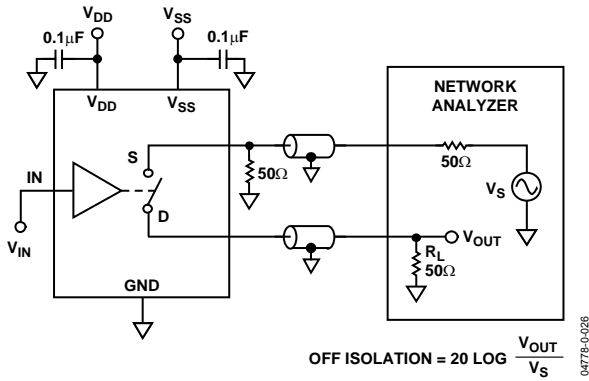 V_DD
V_SS
0.1μF
0.1μF
V_DD
V_SS
NETWORK
ANALYZER
S
50Ω
50Ω
V_S
IN
D
V_OUT
V_IN
R_L
50Ω
GND
OFF ISOLATION = 20 LOG V_OUT
V_S
04778-0-026